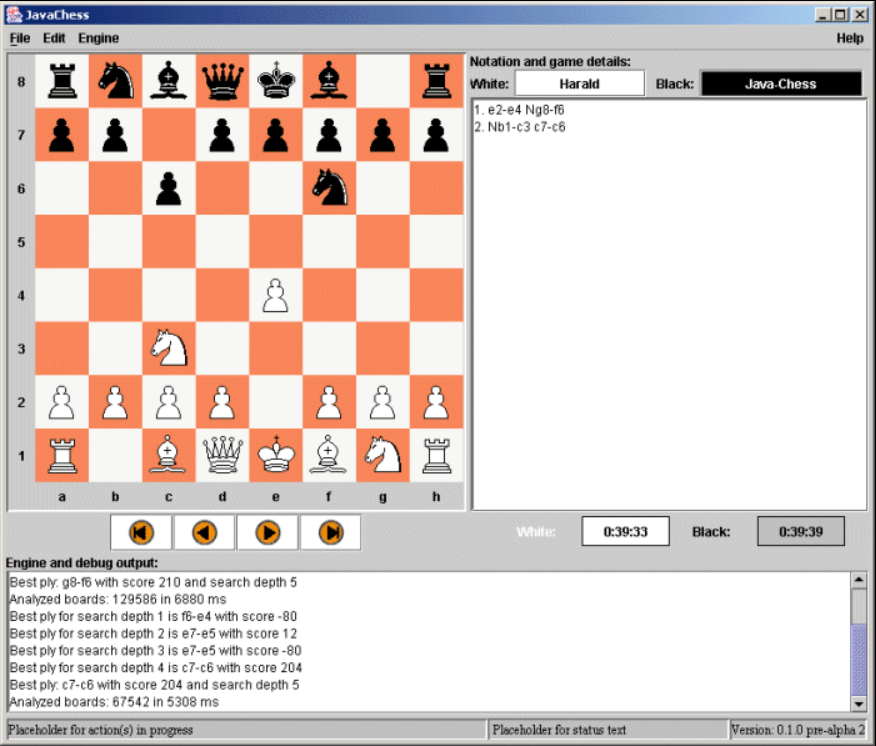 JavaChess
File Edit Engine Help
Notation and game details:
White: Harald Black: Java-Chess
1. e2-e4 Ng8-f6
2. Nb1-c3 c7-c6
8
7
6
5
4
3
2
1
a b c d e f g h
White: 0:39:33 Black: 0:39:39
Engine and debug output:
Best ply: g8-f6 with score 210 and search depth 5
Analyzed boards: 129586 in 6880 ms
Best ply for search depth 1 is f6-e4 with score -80
Best ply for search depth 2 is e7-e5 with score 12
Best ply for search depth 3 is e7-e5 with score -80
Best ply for search depth 4 is c7-c6 with score 204
Best ply: c7-c6 with score 204 and search depth 5
Analyzed boards: 67542 in 5308 ms
Placeholder for action(s) in progress Placeholder for status text Version: 0.1.0 pre-alpha 2